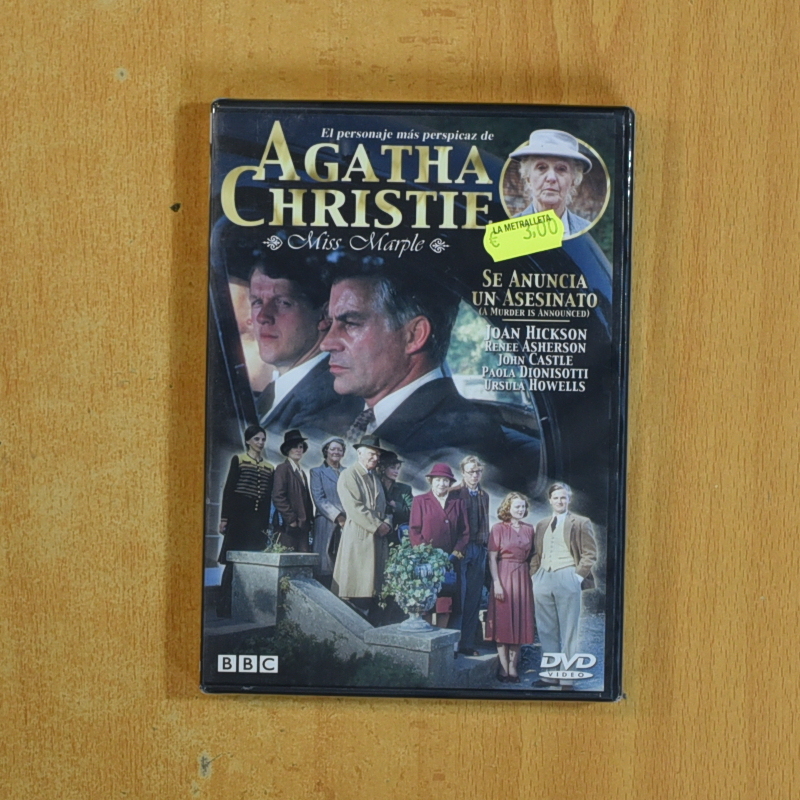 El personaje más perspicaz de
AGATHA
CHRISTIE
Miss Marple
LA METRALLETA
€ 3,00
SE ANUNCIA
UN ASESINATO
(A MURDER IS ANNOUNCED)
JOAN HICKSON
RENEE ASHERSON
JOHN CASTLE
PAOLA DIONISOTTI
URSULA HOWELLS
BBC
DVD
VIDEO